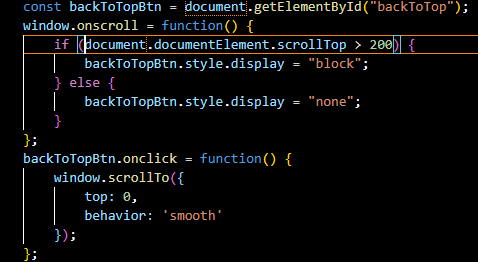 const backToTopBtn = document.getElementById("backToTop");
window.onscroll = function() {
    if (document.documentElement.scrollTop > 200) {
        backToTopBtn.style.display = "block";
    } else {
        backToTopBtn.style.display = "none";
    }
};
backToTopBtn.onclick = function() {
    window.scrollTo({
        top: 0,
        behavior: 'smooth'
    });
};